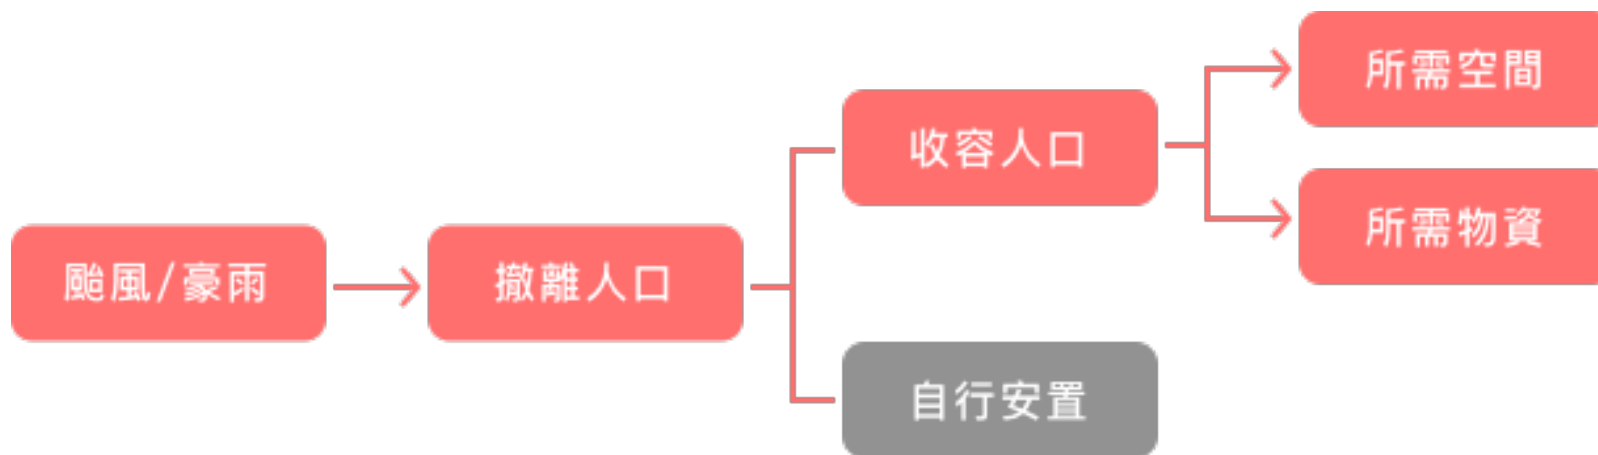 颱風/豪雨
撤離人口
收容人口
自行安置
所需空間
所需物資